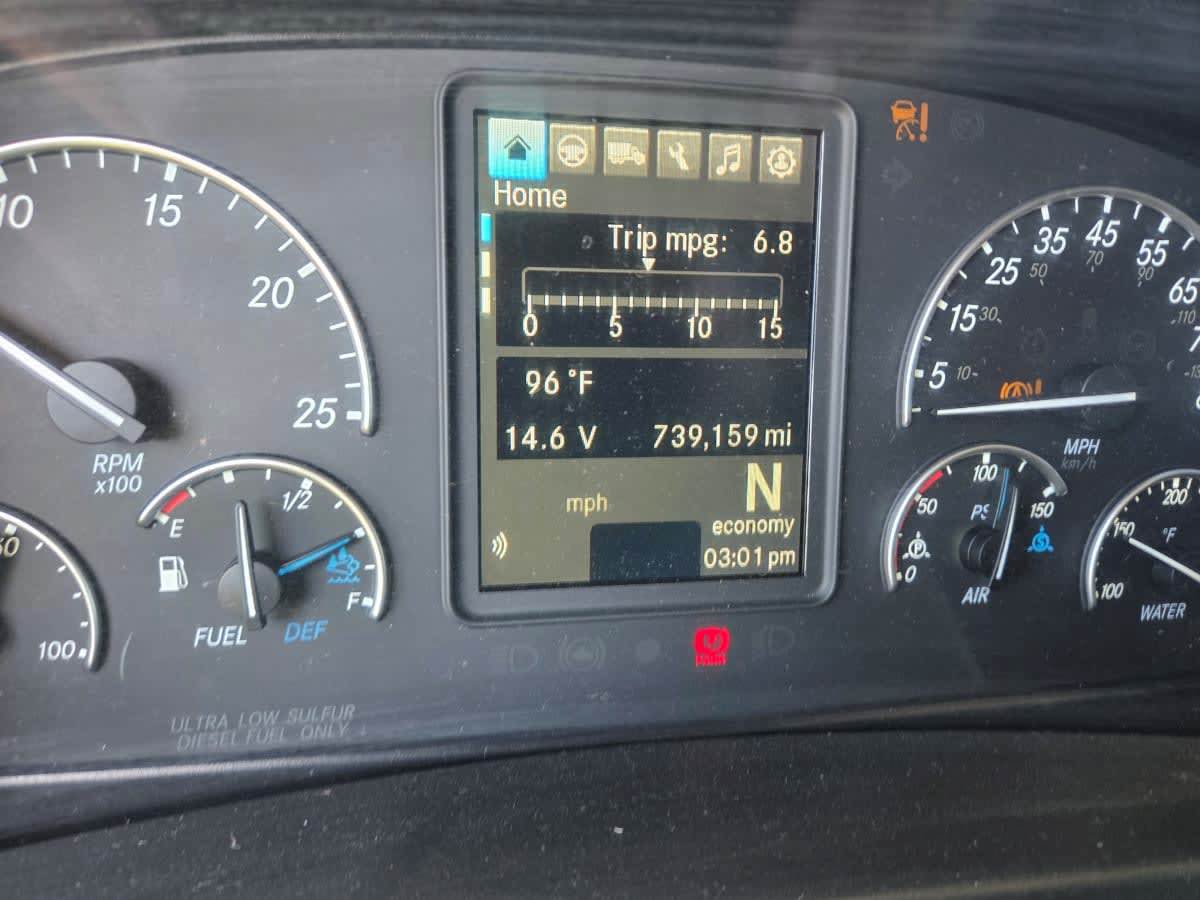 Home
Trip mpg: 6.8
0 5 10 15
96 °F
14.6 V 739,159 mi
N
mph
economy
03:01 pm
10 15 20 25
RPM
x100
E 1/2 F
FUEL DEF
100
ULTRA LOW SULFUR
DIESEL FUEL ONLY
5 15 25 35 45 55 65
10 30 50 70 90 110
MPH
km/h
0 50 100 150
P
S
AIR
100 150 200
°F
WATER